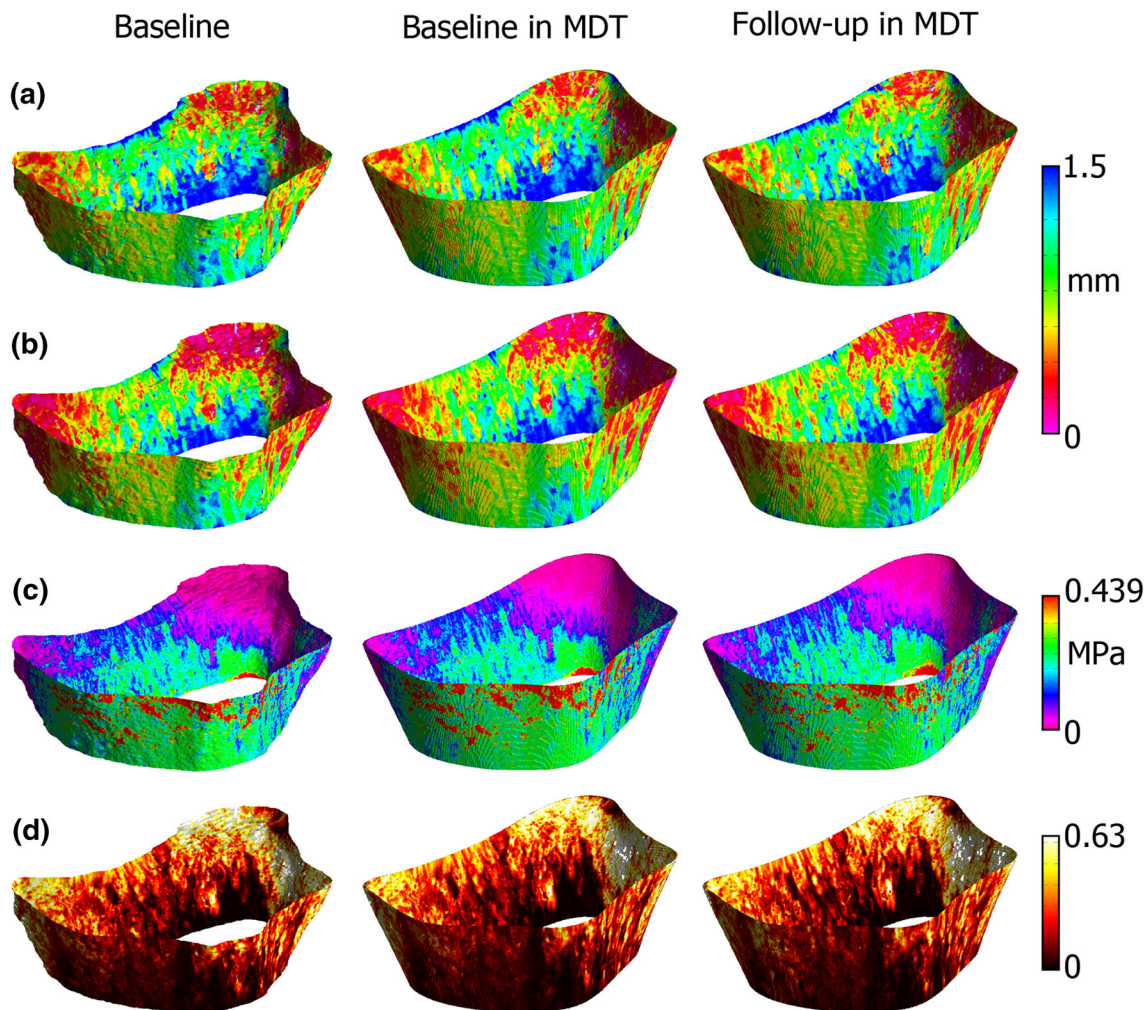 Baseline
Baseline in MDT
Follow-up in MDT
(a)
1.5
mm
(b)
0
(c)
0.439
MPa
0
(d)
0.63
0